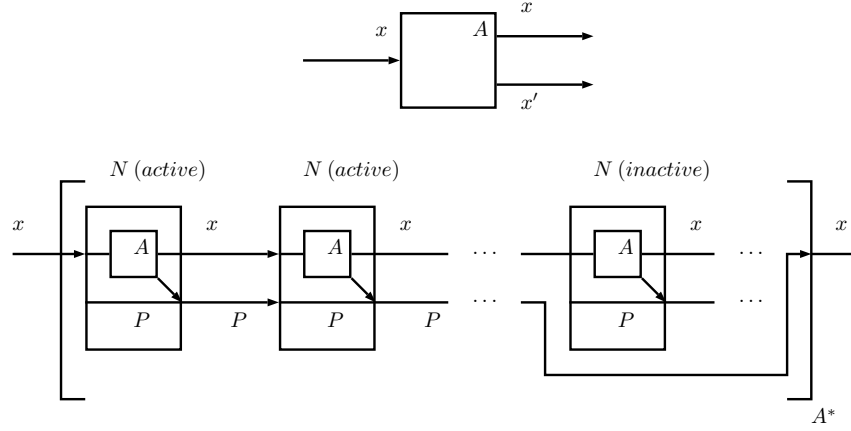 x
x A
x′
N (active) N (active) N (inactive)
x x x x x
A A ··· A ···
··· ···
P P P P P
A*